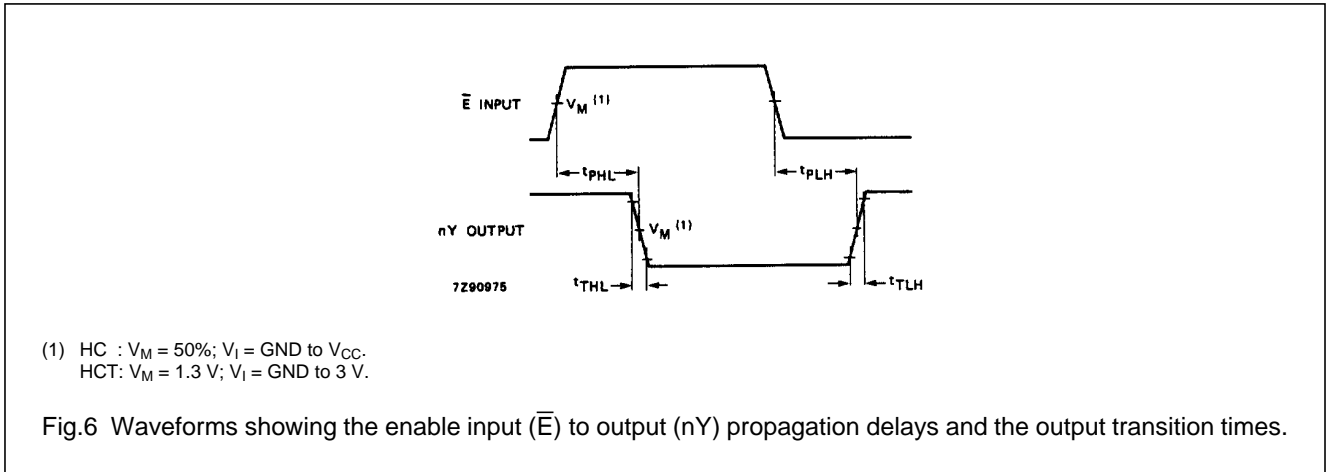 E̅ INPUT
V_M (1)
t_PHL
t_PLH
nY OUTPUT
V_M (1)
7Z90975
t_THL
t_TLH
(1) HC : V_M = 50%; V_I = GND to V_CC.
HCT: V_M = 1.3 V; V_I = GND to 3 V.
Fig.6 Waveforms showing the enable input (E̅) to output (nY) propagation delays and the output transition times.